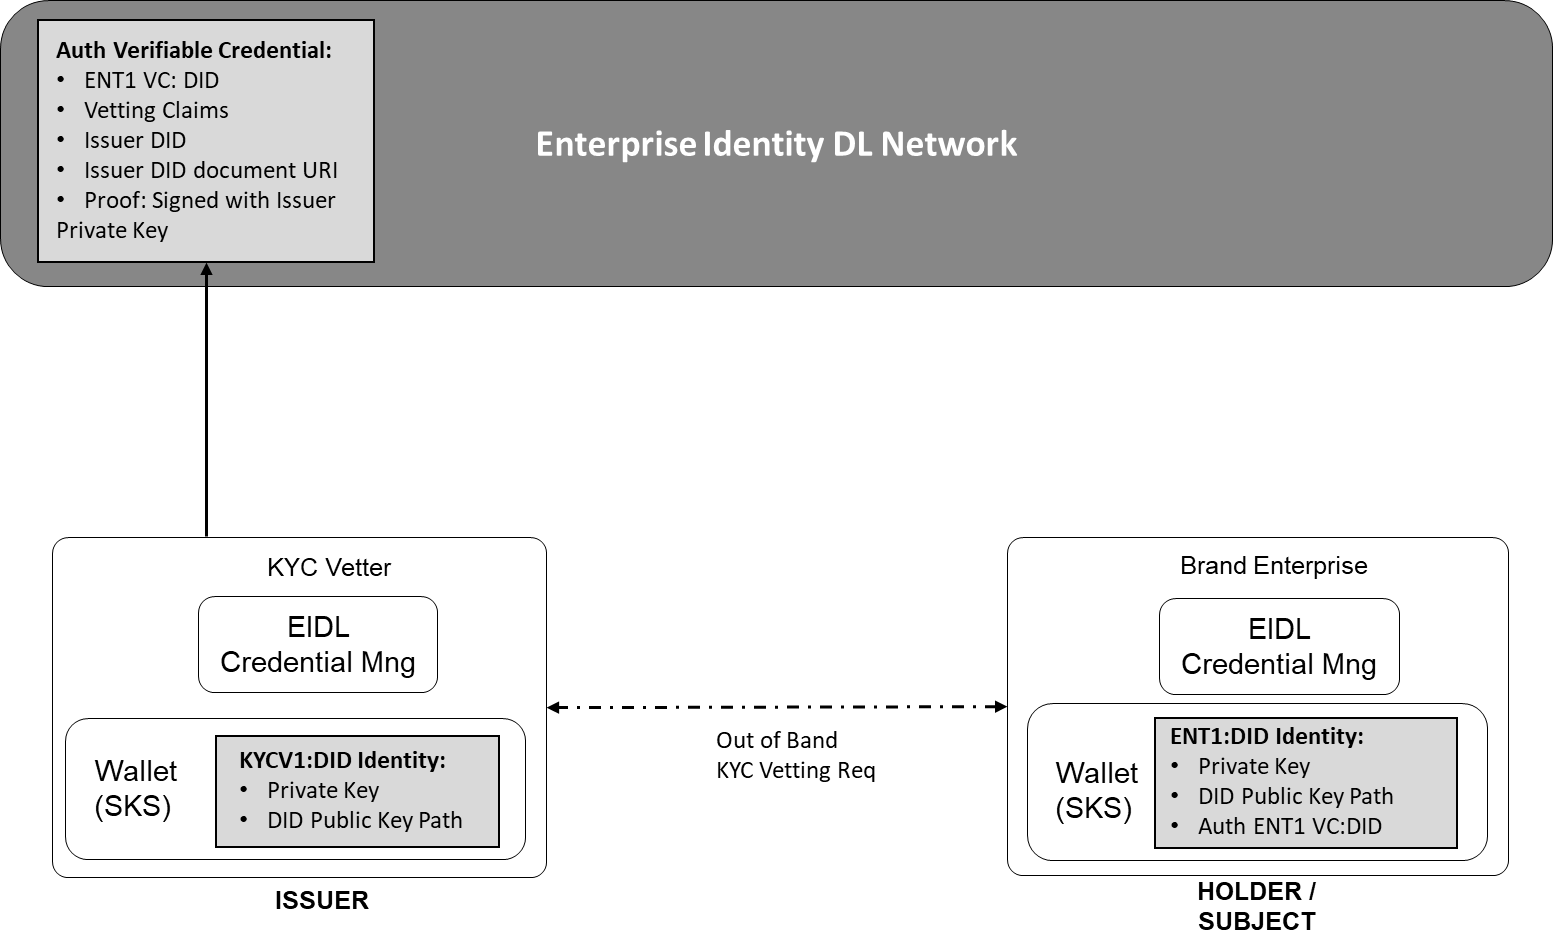 Auth Verifiable Credential:
• ENT1 VC: DID
• Vetting Claims
• Issuer DID
• Issuer DID document URI
• Proof: Signed with Issuer
Private Key
Enterprise Identity DL Network
KYC Vetter
EIDL
Credential Mng
Wallet
(SKS)
KYCV1:DID Identity:
• Private Key
• DID Public Key Path
ISSUER
Out of Band
KYC Vetting Req
Brand Enterprise
EIDL
Credential Mng
Wallet
(SKS)
ENT1:DID Identity:
• Private Key
• DID Public Key Path
• Auth ENT1 VC:DID
HOLDER /
SUBJECT